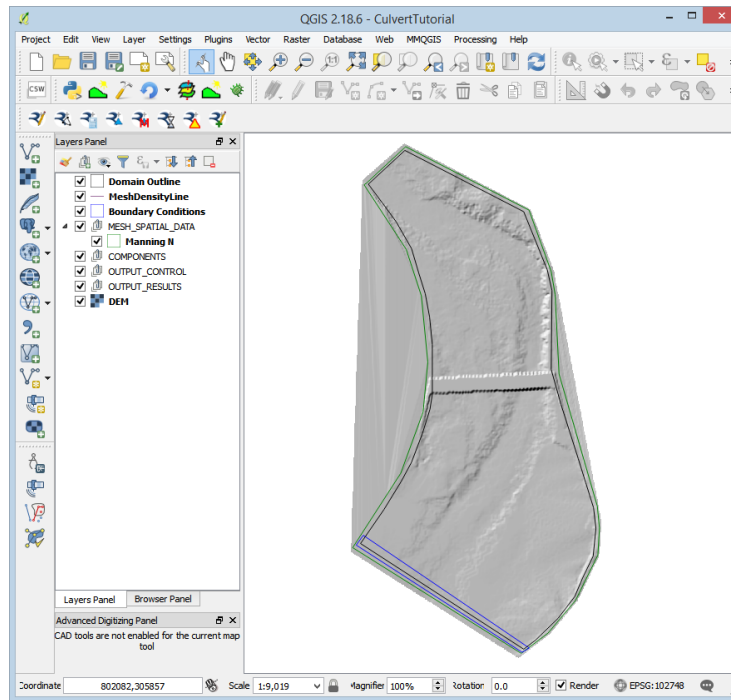 QGIS 2.18.6 - CulvertTutorial
Project Edit View Layer Settings Plugins Vector Raster Database Web MMQGIS Processing Help
1:1
CSW
Layers Panel
Domain Outline
MeshDensityLine
Boundary Conditions
MESH_SPATIAL_DATA
Manning N
COMPONENTS
OUTPUT_CONTROL
OUTPUT_RESULTS
DEM
Layers Panel Browser Panel
Advanced Digitizing Panel
CAD tools are not enabled for the current map
tool
Coordinate 802082,305857 Scale 1:9,019 Magnifier 100% Rotation 0.0 Render EPSG:102748